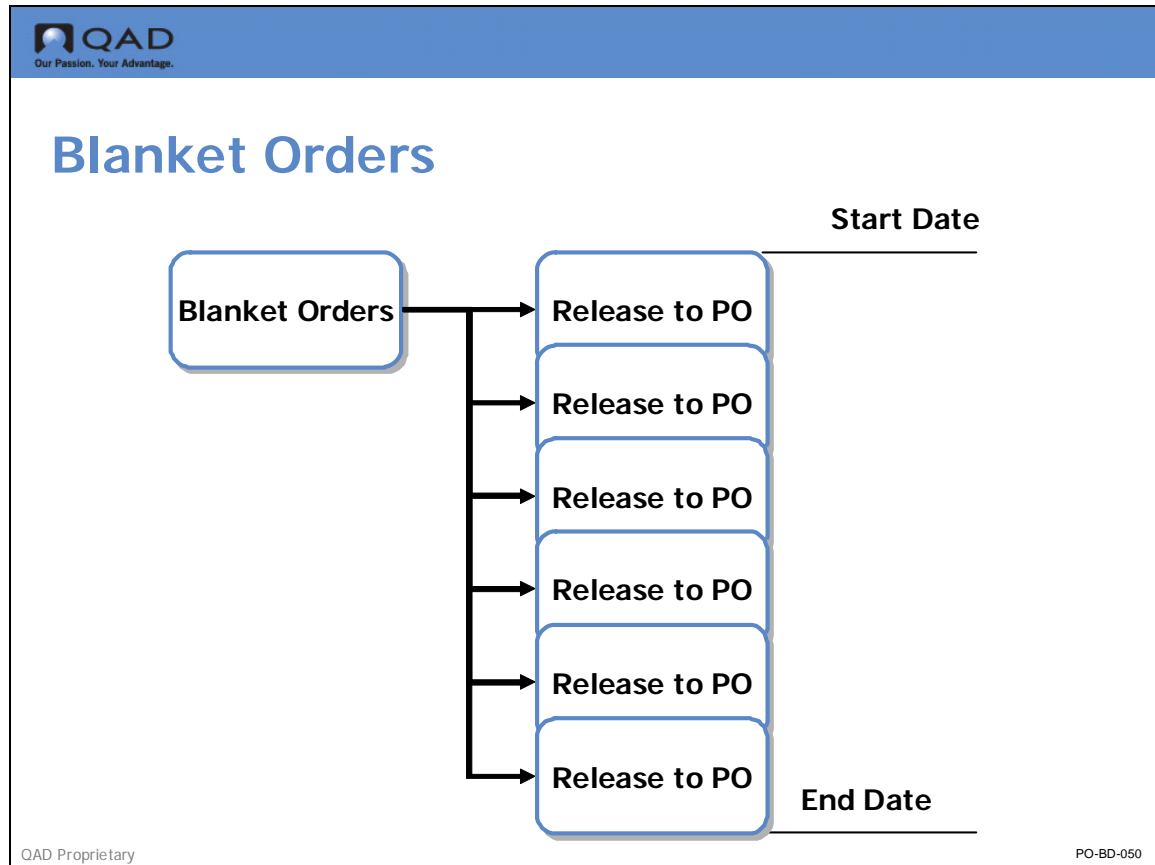 QAD
Our Passion. Your Advantage.
Blanket Orders
Start Date
Blanket Orders
Release to PO
Release to PO
Release to PO
Release to PO
Release to PO
Release to PO
End Date
QAD Proprietary
PO-BD-050